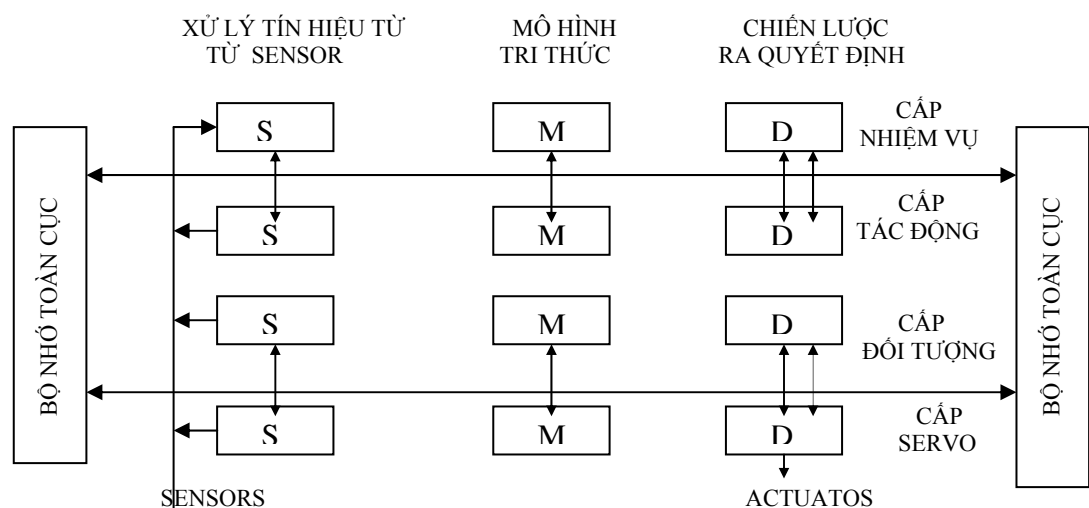 XỬ LÝ TÍN HIỆU TỪ
TỪ SENSOR
MÔ HÌNH
TRI THỨC
CHIẾN LƯỢC
RA QUYẾT ĐỊNH
BỘ NHỚ TOÀN CỤC
S
M
D
CẤP
NHIỆM VỤ
S
M
D
CẤP
TÁC ĐỘNG
S
M
D
CẤP
ĐỐI TƯỢNG
S
M
D
CẤP
SERVO
BỘ NHỚ TOÀN CỤC
SENSORS
ACTUATOS